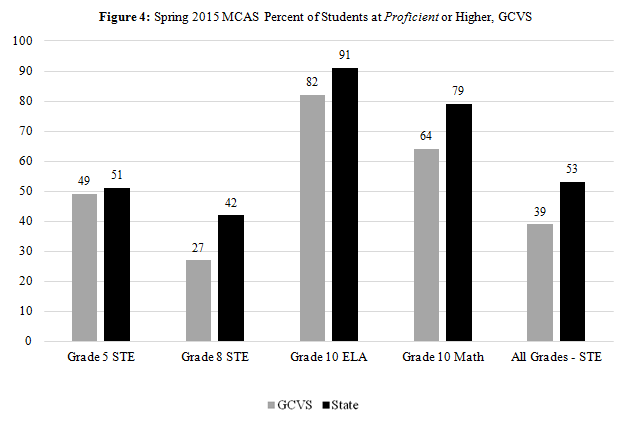 Figure 4: Spring 2015 MCAS Percent of Students at Proficient or Higher, GCVS
100
90
80
70
60
50
40
30
20
10
0
49
51
27
42
82
91
64
79
39
53
Grade 5 STE
Grade 8 STE
Grade 10 ELA
Grade 10 Math
All Grades - STE
GCVS
State